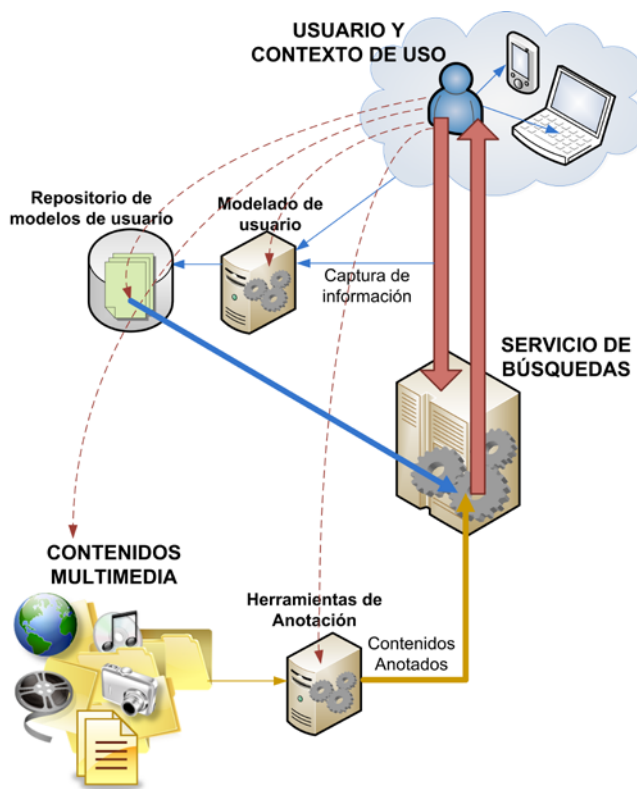 USUARIO Y
CONTEXTO DE USO
Repositorio de
modelos de usuario
Modelado de
usuario
Captura de
información
SERVICIO DE
BÚSQUEDAS
CONTENIDOS
MULTIMEDIA
Herramientas de
Anotación
Contenidos
Anotados